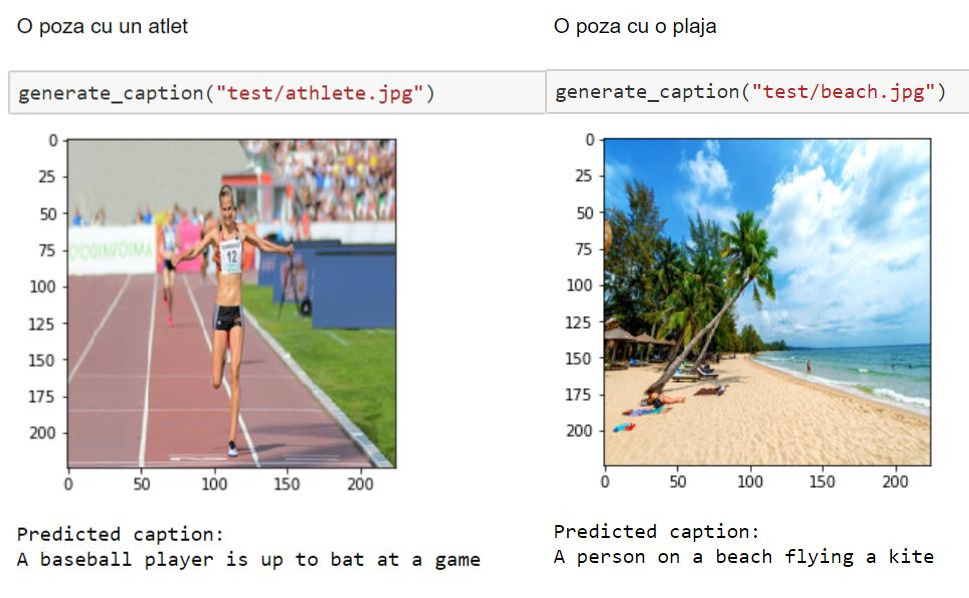 O poza cu un atlet
generate_caption("test/athlete.jpg")
0
25
50
75
100
125
150
175
200
0 50 100 150 200
12
Predicted caption:
A baseball player is up to bat at a game
O poza cu o plaja
generate_caption("test/beach.jpg")
0
25
50
75
100
125
150
175
200
0 50 100 150 200
Predicted caption:
A person on a beach flying a kite